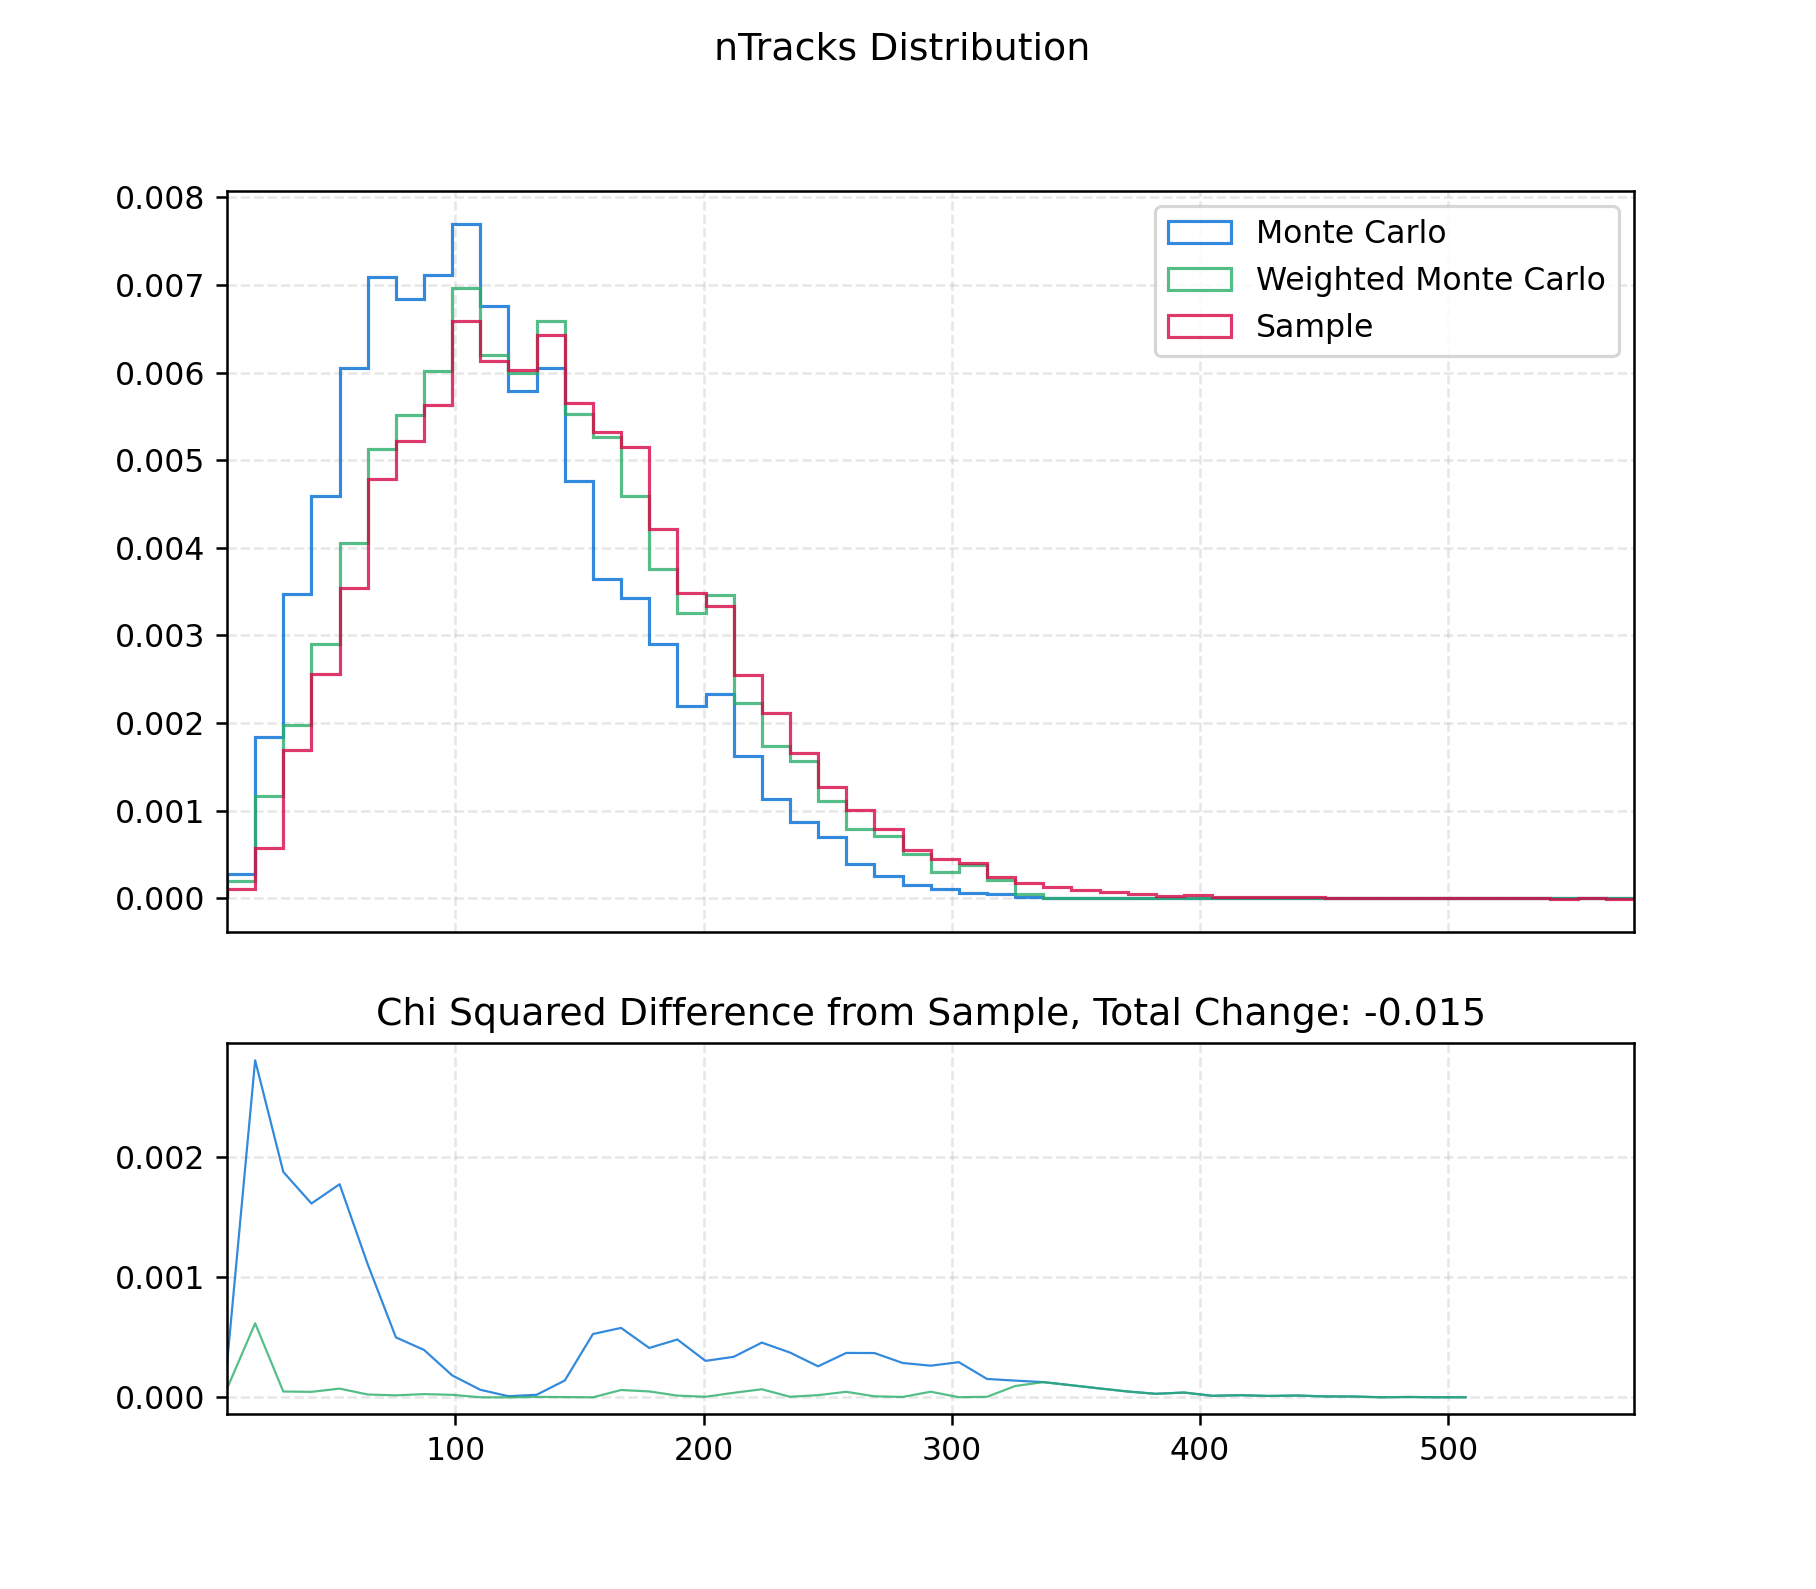 nTracks Distribution
0.008
0.007
0.006
0.005
0.004
0.003
0.002
0.001
0.000
Monte Carlo
Weighted Monte Carlo
Sample
Chi Squared Difference from Sample, Total Change: -0.015
0.002
0.001
0.000
100 200 300 400 500